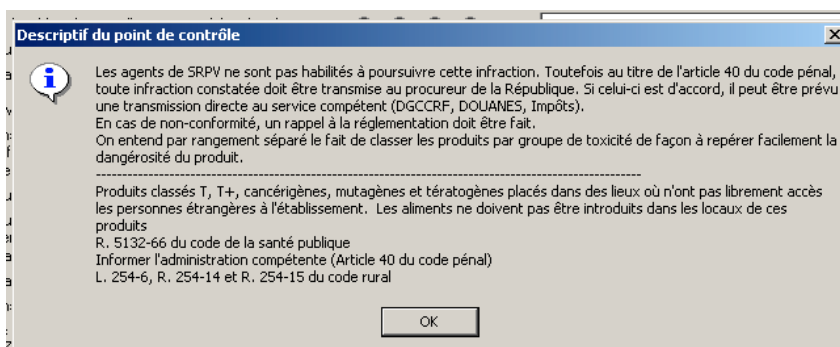 Descriptif du point de contrôle
Les agents de SRPV ne sont pas habilités à poursuivre cette infraction. Toutefois au titre de l'article 40 du code pénal,
toute infraction constatée doit être transmise au procureur de la République. Si celui-ci est d'accord, il peut être prévu
une transmission directe au service compétent (DGCCRF, DOUANES, Impôts).
En cas de non-conformité, un rappel à la réglementation doit être fait.
On entend par rangement séparé le fait de classer les produits par groupe de toxicité de façon à repérer facilement la
dangérosité du produit.
Produits classés T, T+, cancérigènes, mutagènes et tératogènes placés dans des lieux où n'ont pas librement accès
les personnes étrangères à l'établissement. Les aliments ne doivent pas être introduits dans les locaux de ces
produits
R. 5132-66 du code de la santé publique
Informer l'administration compétente (Article 40 du code pénal)
L. 254-6, R. 254-14 et R. 254-15 du code rural
OK